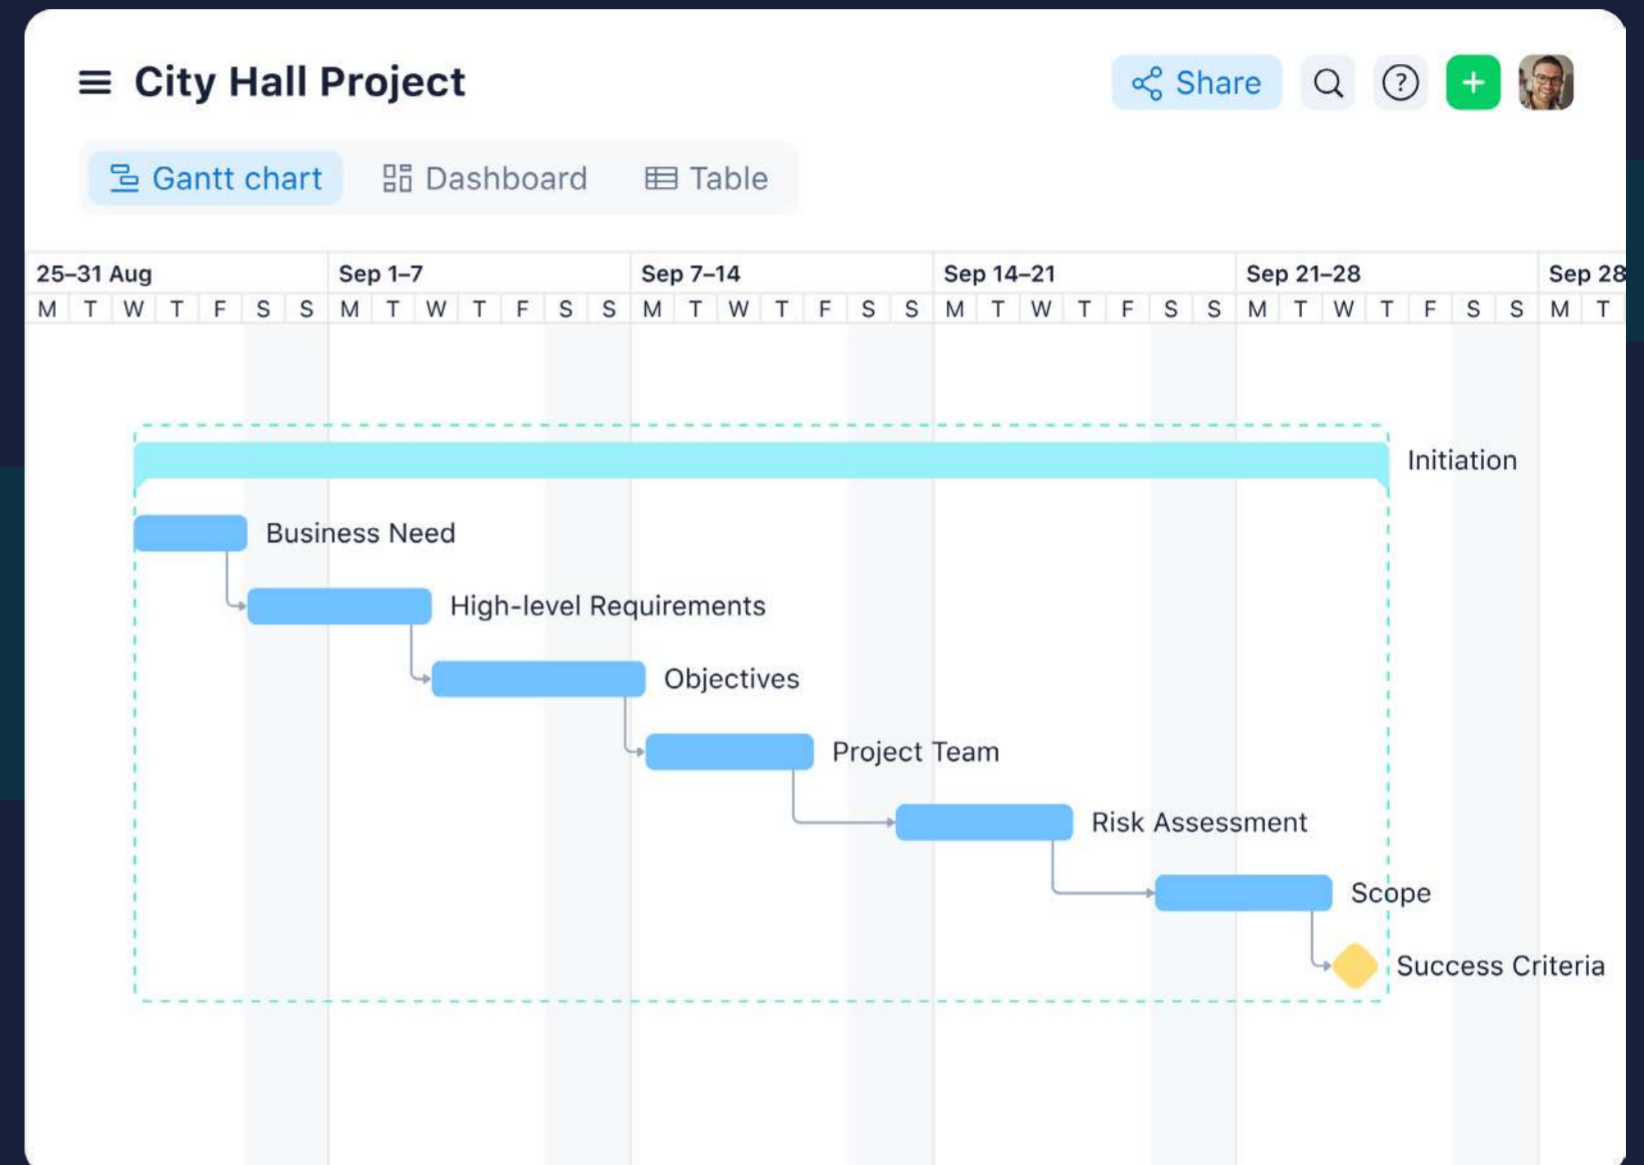 City Hall Project
Share
?
+
Gantt chart
Dashboard
Table
25–31 Aug Sep 1–7 Sep 7–14 Sep 14–21 Sep 21–28 Sep 28
M T W T F S S M T W T F S S M T W T F S S M T W T F S S M T W T F S S M T
Initiation
Business Need
High-level Requirements
Objectives
Project Team
Risk Assessment
Scope
Success Criteria